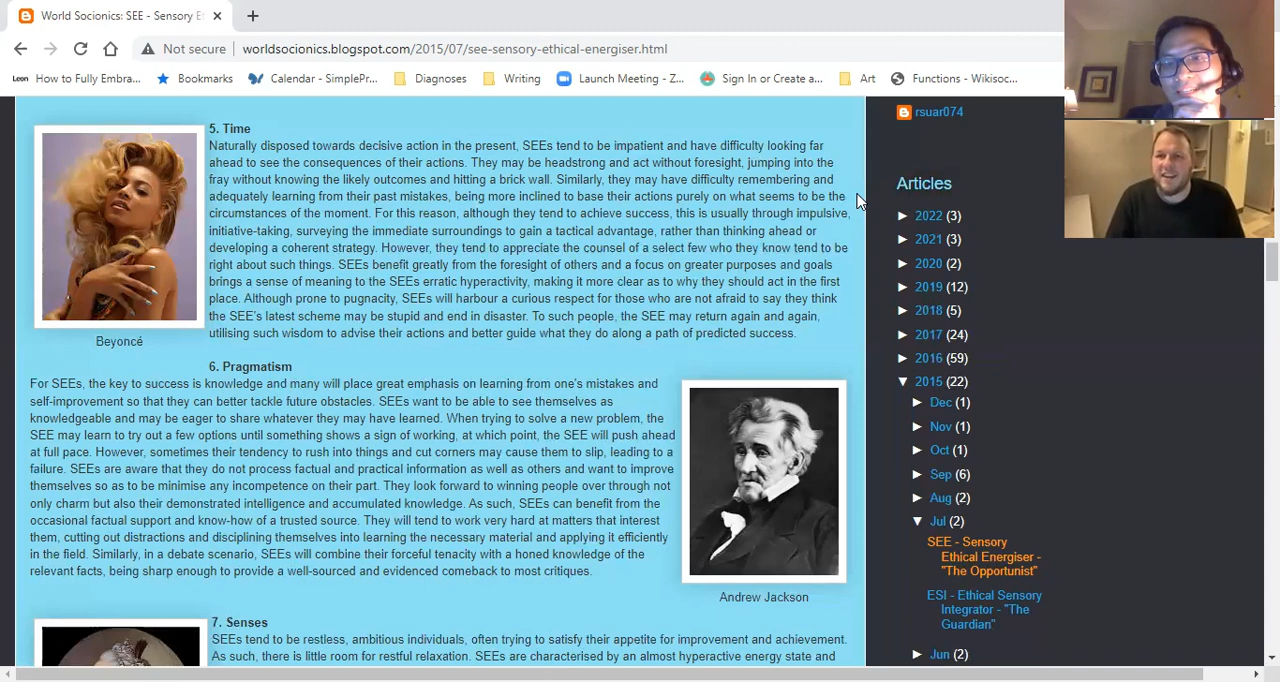 World Socionics: SEE - Sensory E
Not secure
worldsocionics.blogspot.com/2015/07/see-sensory-ethical-energiser.html
Leon How to Fully Embra...
Bookmarks
Calendar - SimplePr...
Diagnoses
Writing
Launch Meeting - Z...
Sign In or Create a...
Art
Functions - Wikisoc...
5. Time
Naturally disposed towards decisive action in the present, SEEs tend to be impatient and have difficulty looking far
ahead to see the consequences of their actions. They may be headstrong and act without foresight, jumping into the
fray without knowing the likely outcomes and hitting a brick wall. Similarly, they may have difficulty remembering and
adequately learning from their past mistakes, being more inclined to base their actions purely on what seems to be the
circumstances of the moment. For this reason, although they tend to achieve success, this is usually through impulsive,
initiative-taking, surveying the immediate surroundings to gain a tactical advantage, rather than thinking ahead or
developing a coherent strategy. However, they tend to appreciate the counsel of a select few who they know tend to be
right about such things. SEEs benefit greatly from the foresight of others and a focus on greater purposes and goals
brings a sense of meaning to the SEEs erratic hyperactivity, making it more clear as to why they should act in the first
place. Although prone to pugnacity, SEEs will harbour a curious respect for those who are not afraid to say they think
the SEE's latest scheme may be stupid and end in disaster. To such people, the SEE may return again and again,
utilising such wisdom to advise their actions and better guide what they do along a path of predicted success.
Beyoncé
6. Pragmatism
For SEEs, the key to success is knowledge and many will place great emphasis on learning from one's mistakes and
self-improvement so that they can better tackle future obstacles. SEEs want to be able to see themselves as
knowledgeable and may be eager to share whatever they may have learned. When trying to solve a new problem, the
SEE may learn to try out a few options until something shows a sign of working, at which point, the SEE will push ahead
at full pace. However, sometimes their tendency to rush into things and cut corners may cause them to slip, leading to a
failure. SEEs are aware that they do not process factual and practical information as well as others and want to improve
themselves so as to be minimise any incompetence on their part. They look forward to winning people over through not
only charm but also their demonstrated intelligence and accumulated knowledge. As such, SEEs can benefit from the
occasional factual support and know-how of a trusted source. They will tend to work very hard at matters that interest
them, cutting out distractions and disciplining themselves into learning the necessary material and applying it efficiently
in the field. Similarly, in a debate scenario, SEEs will combine their forceful tenacity with a honed knowledge of the
relevant facts, being sharp enough to provide a well-informed and evidenced comeback to most critiques.
Andrew Jackson
7. Senses
SEEs tend to be restless, ambitious individuals, often trying to satisfy their appetite for improvement and achievement.
As such, there is little room for restful relaxation. SEEs are characterised by an almost hyperactive energy state and
rsuar074
Articles
► 2022 (3)
► 2021 (3)
► 2020 (2)
► 2019 (12)
► 2018 (5)
► 2017 (24)
► 2016 (59)
▼ 2015 (22)
► Dec (1)
► Nov (1)
► Oct (1)
► Sep (6)
► Aug (2)
▼ Jul (2)
SEE - Sensory
Ethical Energiser -
"The Opportunist"
ESI - Ethical Sensory
Integrator - "The
Guardian"
► Jun (2)